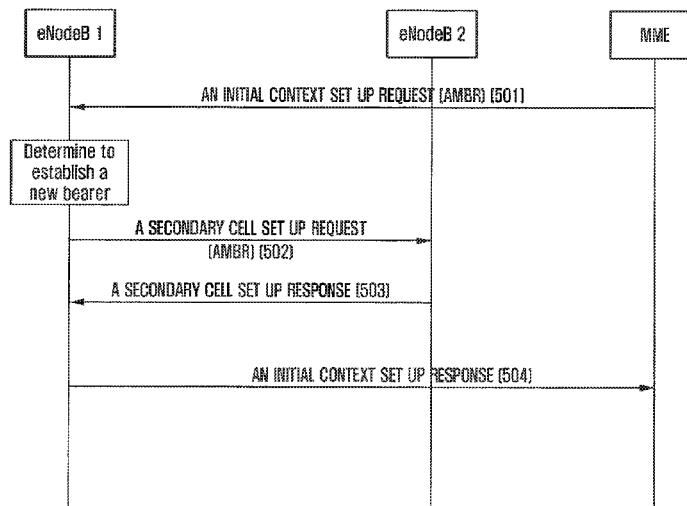 eNodeB 1
eNodeB 2
MME
AN INITIAL CONTEXT SET UP REQUEST (AMBR) (501)
Determine to
establish a
new bearer
A SECONDARY CELL SET UP REQUEST
(AMBR) (502)
A SECONDARY CELL SET UP RESPONSE (503)
AN INITIAL CONTEXT SET UP RESPONSE (504)